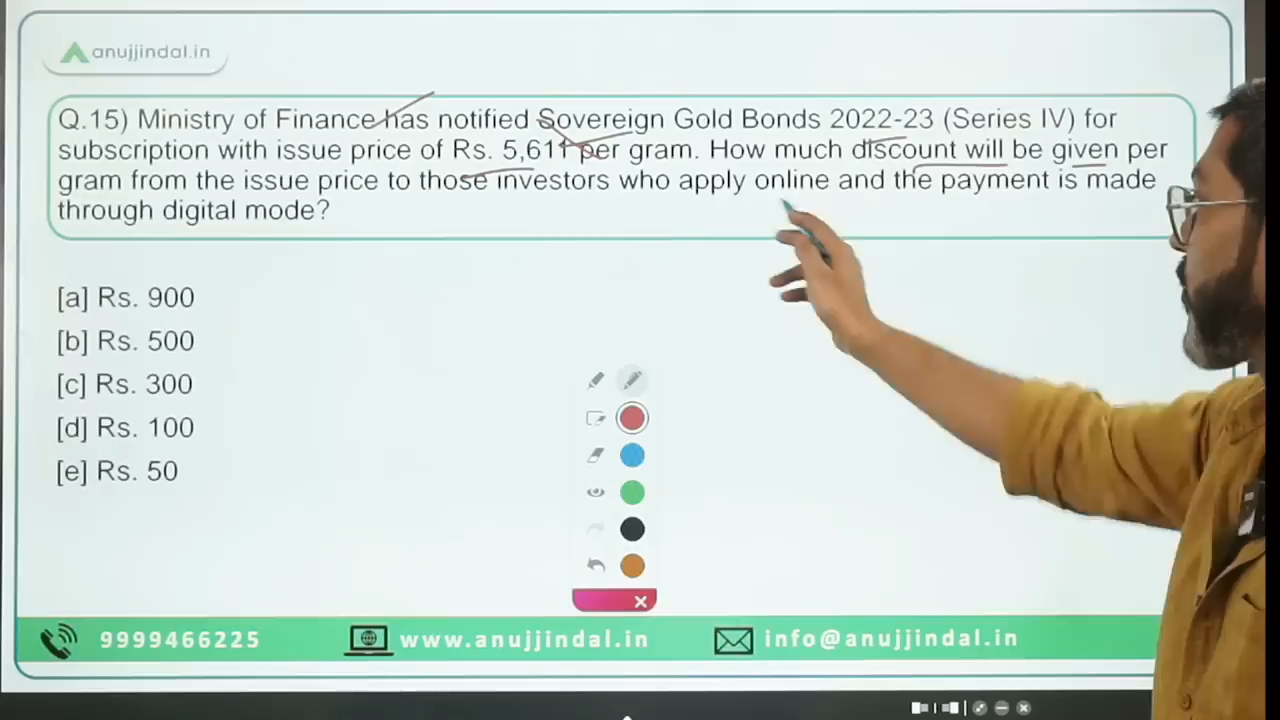 anujjindal.in
Q.15) Ministry of Finance has notified Sovereign Gold Bonds 2022-23 (Series IV) for
subscription with issue price of Rs. 5,611 per gram. How much discount will be given per
gram from the issue price to those investors who apply online and the payment is made
through digital mode?
[a] Rs. 900
[b] Rs. 500
[c] Rs. 300
[d] Rs. 100
[e] Rs. 50
9999466225
www.anujjindal.in
info@anujjindal.in